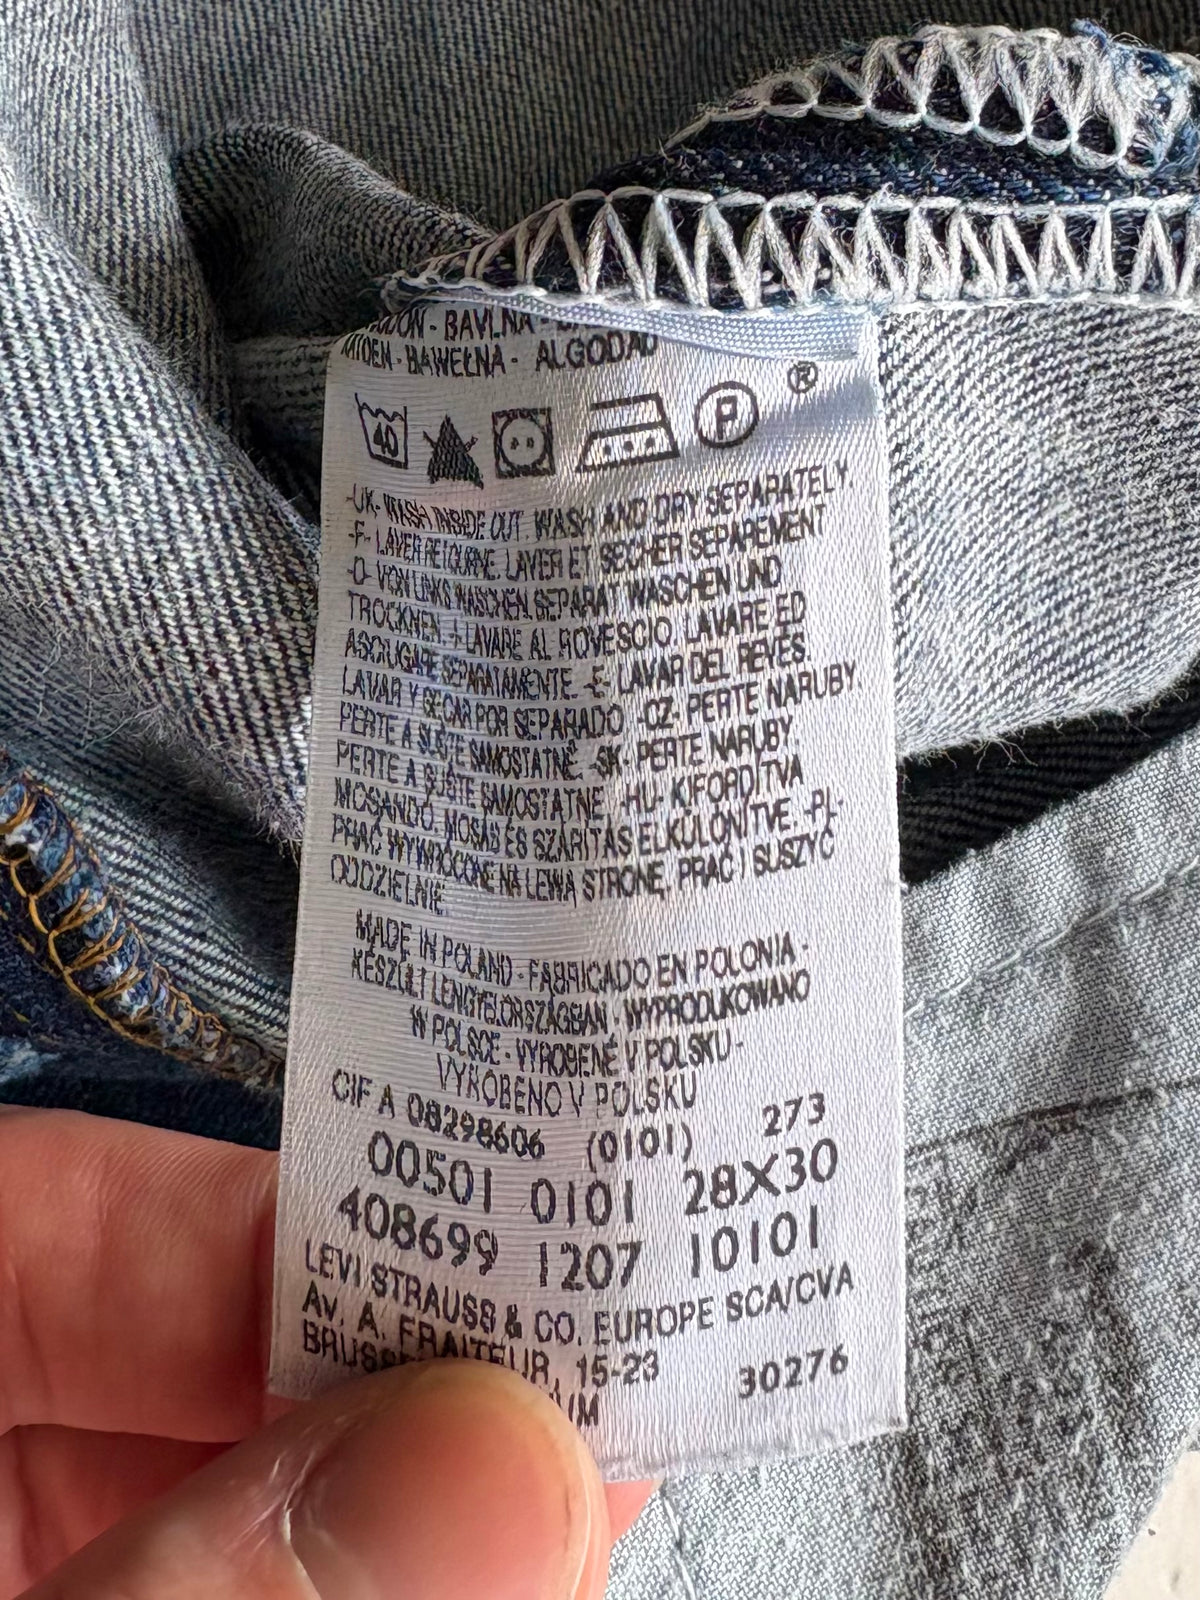 BAVLNA -
BAWEŁNA - ALGODAO
®
40 P
-UK- WASH INSIDE OUT. WASH AND DRY SEPARATELY.
-F- LAVER RETOURNE. LAVER ET SECHER SEPAREMENT
-D- VON LINKS WASCHEN. SEPARAT WASCHEN UND
TROCKNEN. -I- LAVARE AL ROVESCIO, LAVARE ED
ASCIUGARE SEPARATAMENTE. -E- LAVAR DEL REVÉS.
LAVAR Y SECAR POR SEPARADO -CZ- PERTE NARUBY.
PERTE A SUŠTE SAMOSTATNĚ. -SK- PERTE NARUBY.
PERTE A SUŠTE SAMOSTATNE. -HU- KIFORDÍTVA
MOSANDÓ. MOSÁS ÉS SZÁRÍTÁS ELKÜLÖNÍTVE. -PL-
PRAĆ WYWRÓCONE NA LEWĄ STRONĘ, PRAĆ I SUSZYĆ
ODDZIELNIE.
MADE IN POLAND - FABRICADO EN POLONIA -
KÉSZÜLT LENGYELORSZÁGBAN - WYPRODUKOWANO
W POLSCE - VYROBENÉ V POLSKU -
VYROBENO V POLSKU
CIF A 08298606 (0101) 273
00501 0101 28X30
408699 1207 10101
LEVI STRAUSS & CO. EUROPE SCA/CVA
AV. A. FRAITEUR, 15-23
30276